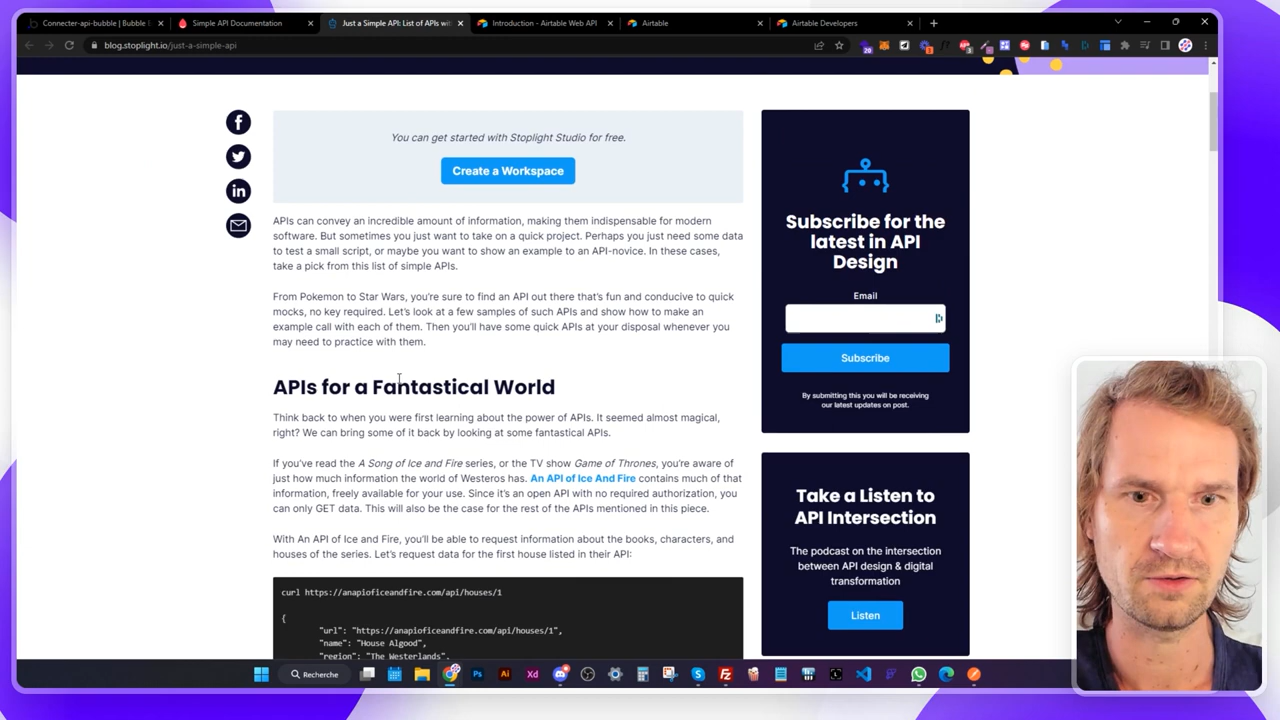 Connecter-api-bubble | Bubble E
Simple API Documentation
Just a Simple API: List of APIs wit
Introduction - Airtable Web API
Airtable
Airtable Developers
blog.stoplight.io/just-a-simple-api
You can get started with Stoplight Studio for free.
Create a Workspace
APIs can convey an incredible amount of information, making them indispensable for modern
software. But sometimes you just want to take on a quick project. Perhaps you just need some data
to test a small script, or maybe you want to show an example to an API-novice. In these cases,
take a pick from this list of simple APIs.
From Pokemon to Star Wars, you're sure to find an API out there that's fun and conducive to quick
mocks, no key required. Let's look at a few samples of such APIs and show how to make an
example call with each of them. Then you'll have some quick APIs at your disposal whenever you
may need to practice with them.
APIs for a Fantastical World
Think back to when you were first learning about the power of APIs. It seemed almost magical,
right? We can bring some of it back by looking at some fantastical APIs.
If you've read the A Song of Ice and Fire series, or the TV show Game of Thrones, you're aware of
just how much information the world of Westeros has. An API of Ice And Fire contains much of that
information, freely available for your use. Since it's an open API with no required authorization, you
can only GET data. This will also be the case for the rest of the APIs mentioned in this piece.
With An API of Ice and Fire, you'll be able to request information about the books, characters, and
houses of the series. Let's request data for the first house listed in their API:
curl https://anapioficeandfire.com/api/houses/1
{
"url": "https://anapioficeandfire.com/api/houses/1",
"name": "House Algood",
"region": "The Westerlands",
Subscribe for the
latest in API
Design
Email
Subscribe
By submitting this you will be receiving
our latest updates on post.
Take a Listen to
API Intersection
The podcast on the intersection
between API design & digital
transformation
Listen
Recherche